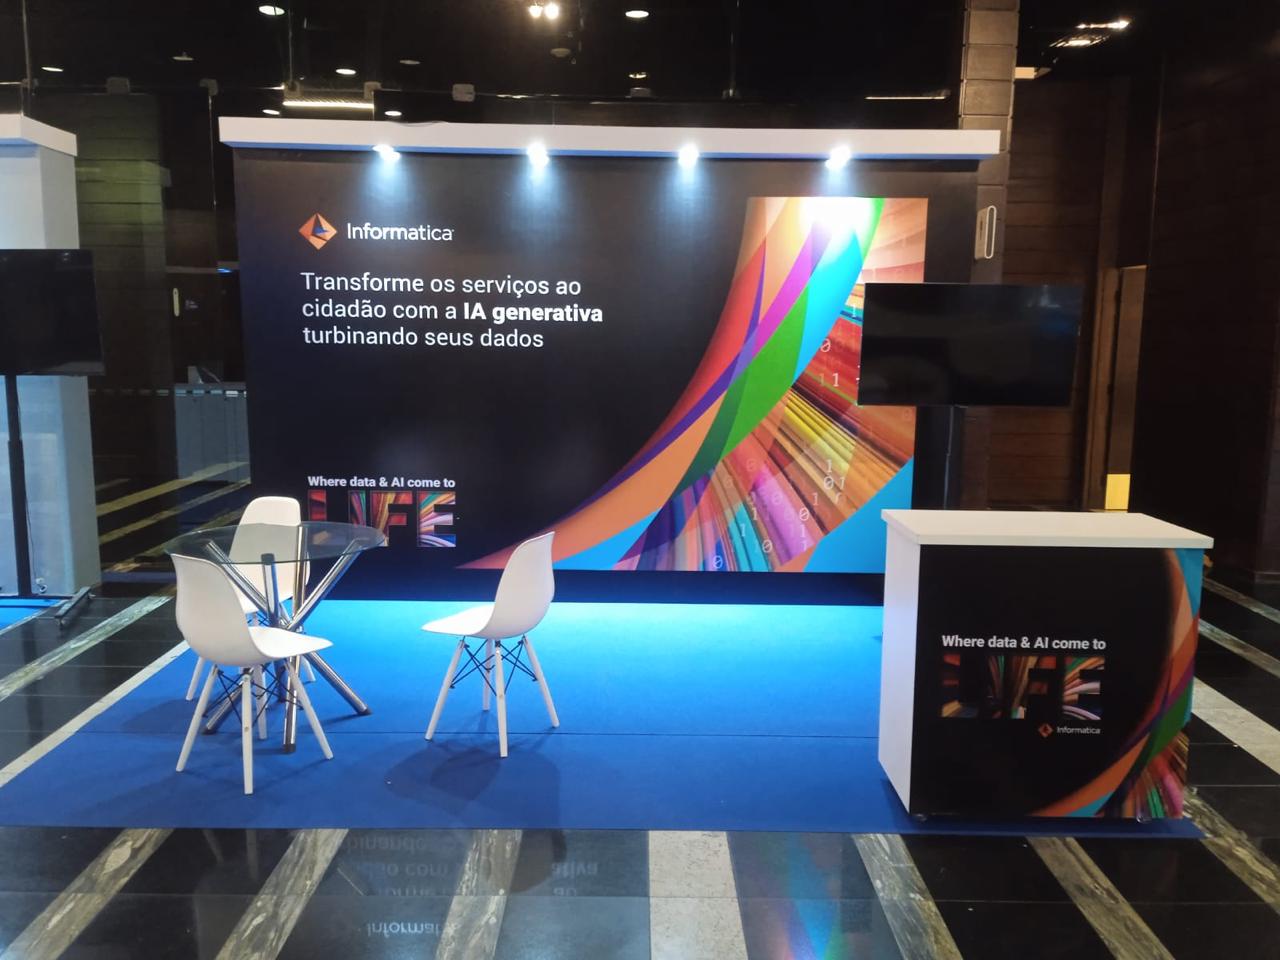 Informatica
Transforme os serviços ao
cidadão com a IA generativa
turbinando seus dados
Where data & AI come to
LIFE
Where data & AI come to
LIFE
Informatica